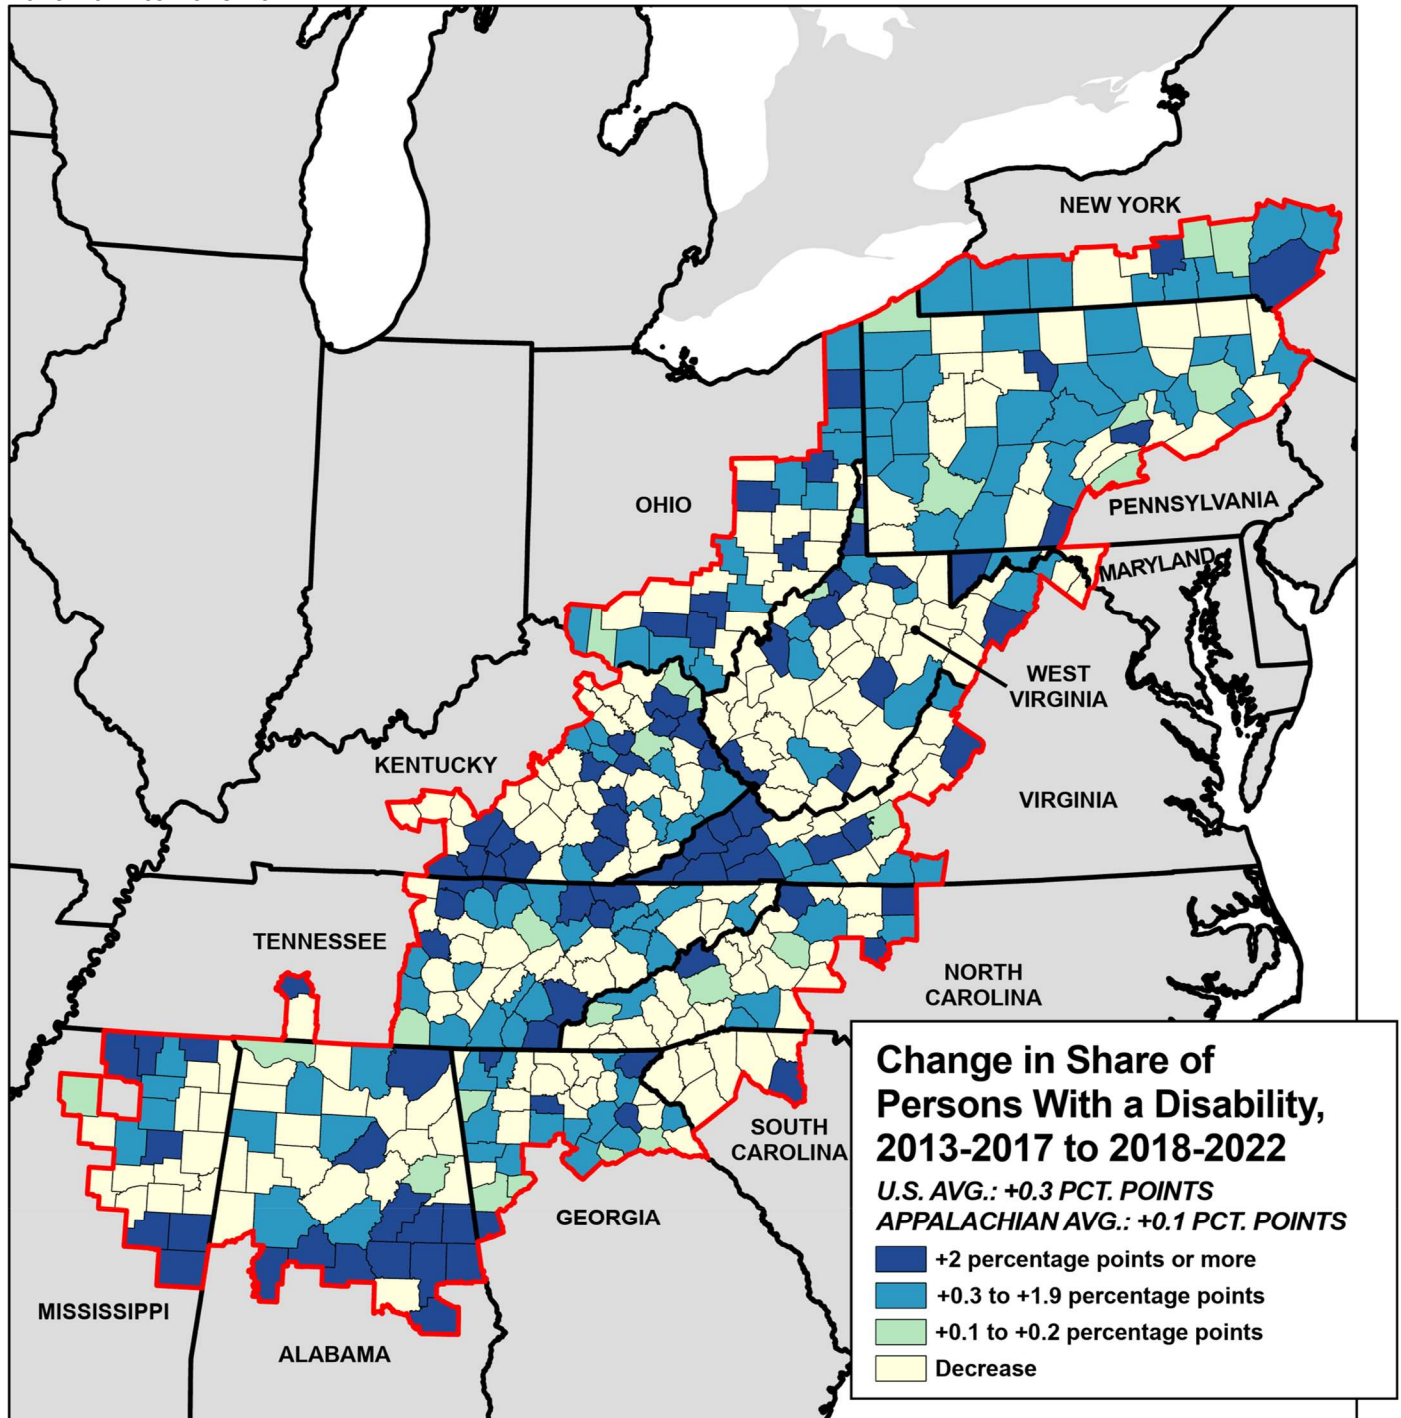 NEW YORK
OHIO
PENNSYLVANIA
MARYLAND
WEST
VIRGINIA
KENTUCKY
VIRGINIA
TENNESSEE
NORTH
CAROLINA
SOUTH
CAROLINA
GEORGIA
MISSISSIPPI
ALABAMA
Change in Share of
Persons With a Disability,
2013-2017 to 2018-2022
U.S. AVG.: +0.3 PCT. POINTS
APPALACHIAN AVG.: +0.1 PCT. POINTS
+2 percentage points or more
+0.3 to +1.9 percentage points
+0.1 to +0.2 percentage points
Decrease